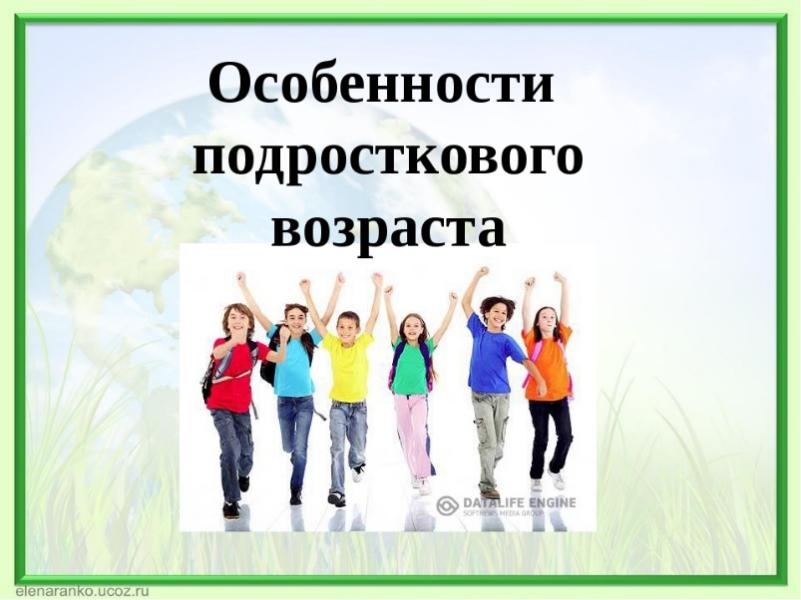 Особенности
подросткового
возраста
DATALIFE ENGINE
SOFTNEWS MEDIA GROUP
elenaranko.ucoz.ru